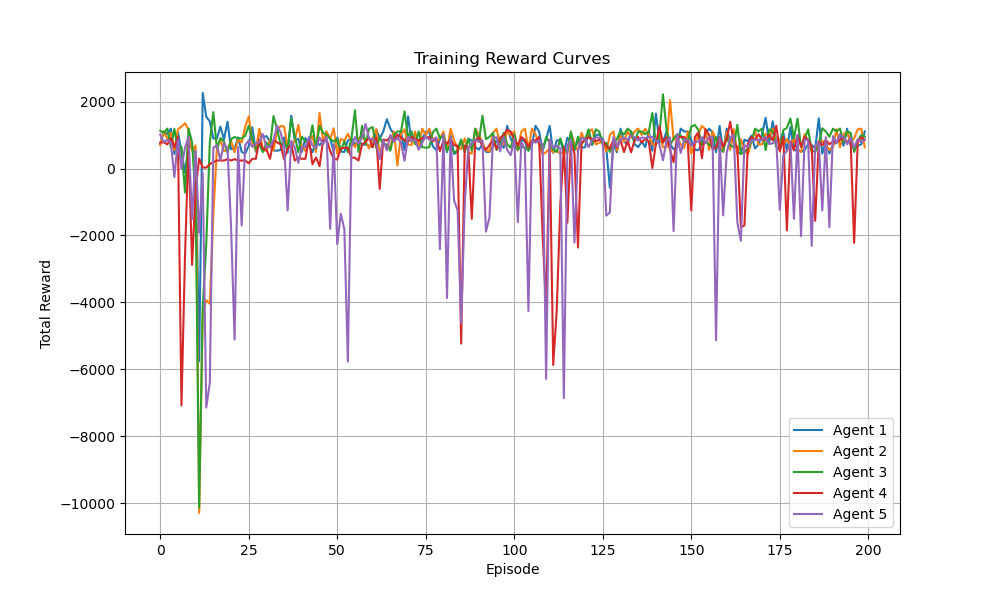 Training Reward Curves
Total Reward
2000
0
−2000
−4000
−6000
−8000
−10000
0 25 50 75 100 125 150 175 200
Episode
Agent 1
Agent 2
Agent 3
Agent 4
Agent 5